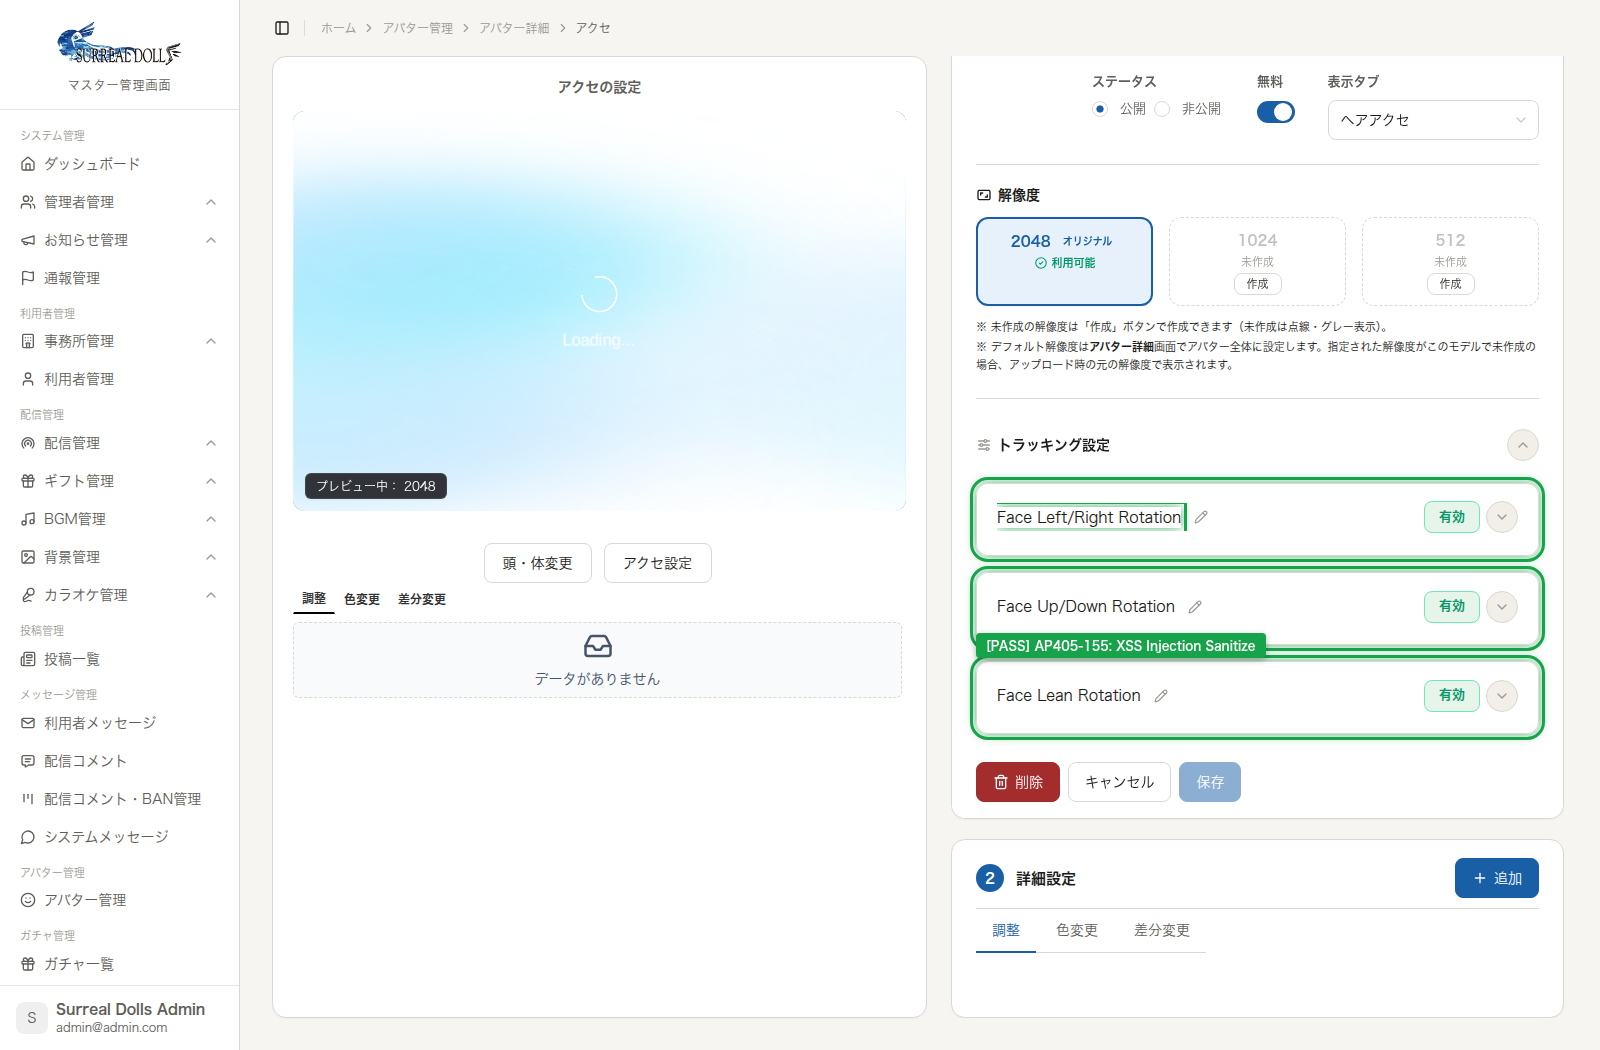 SURREAL DOLLS
マスター管理画面
システム管理
ダッシュボード
管理者管理
お知らせ管理
通報管理
利用者管理
事務所管理
利用者管理
配信管理
配信管理
ギフト管理
BGM管理
背景管理
カラオケ管理
投稿管理
投稿一覧
メッセージ管理
利用者メッセージ
配信コメント
配信コメント・BAN管理
システムメッセージ
アバター管理
アバター管理
ガチャ管理
ガチャ一覧
S
Surreal Dolls Admin
admin@admin.com
ホーム > アバター管理 > アバター詳細 > アクセ
アクセの設定
Loading...
プレビュー中： 2048
頭・体変更 アクセ設定
調整 色変更 差分変更
データがありません
ステータス 無料 表示タブ
公開 非公開 ヘアアクセ
解像度
2048 オリジナル
利用可能
1024
未作成
作成
512
未作成
作成
※ 未作成の解像度は「作成」ボタンで作成できます（未作成は点線・グレー表示）。
※ デフォルト解像度はアバター詳細画面でアバター全体に設定します。指定された解像度がこのモデルで未作成の
場合、アップロード時の元の解像度で表示されます。
トラッキング設定
Face Left/Right Rotation 有効
Face Up/Down Rotation 有効
[PASS] AP405-155: XSS Injection Sanitize
Face Lean Rotation 有効
削除 キャンセル 保存
2 詳細設定 + 追加
調整 色変更 差分変更